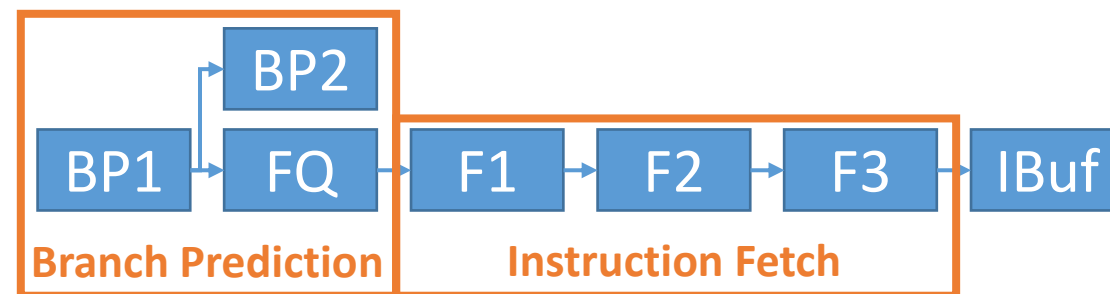 BP2
BP1 FQ F1 F2 F3 IBuf
Branch Prediction Instruction Fetch